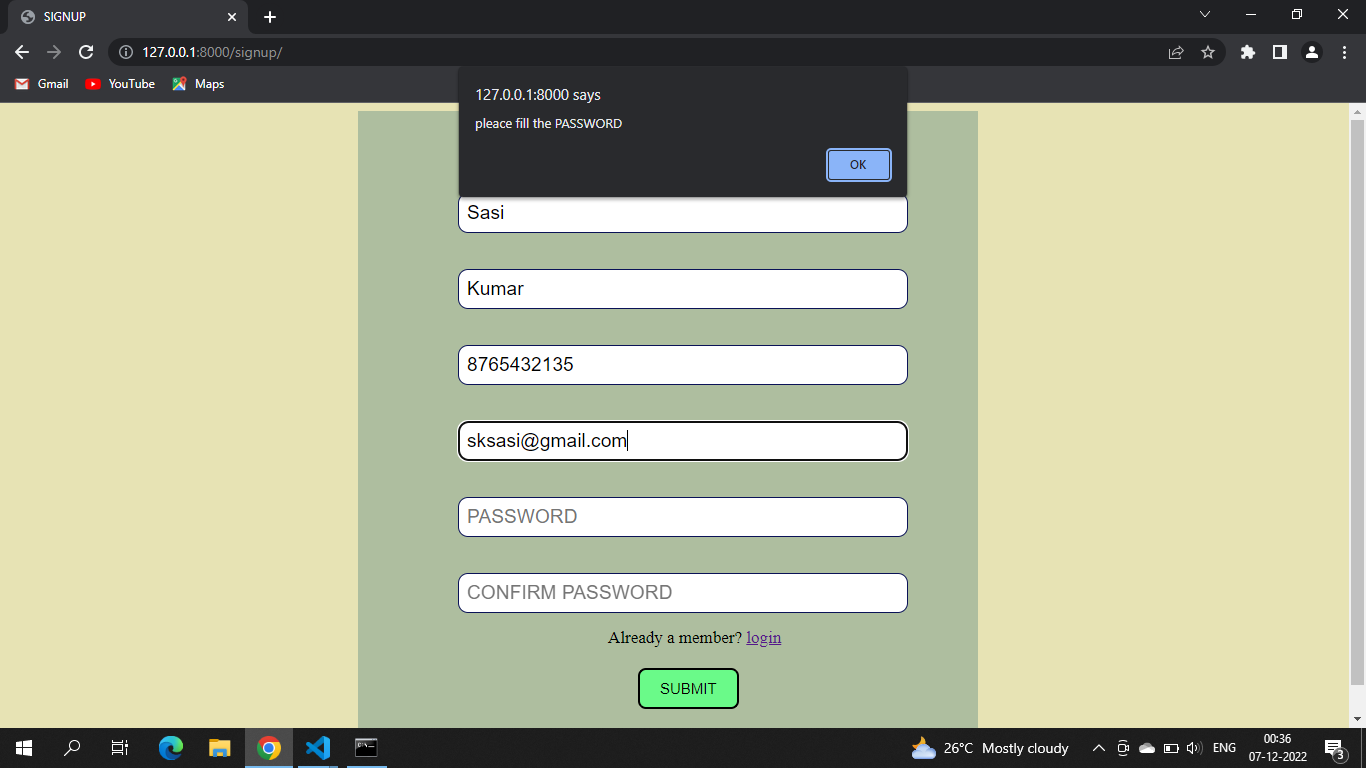 SIGNUP
127.0.0.1:8000/signup/
Gmail YouTube Maps
127.0.0.1:8000 says
pleace fill the PASSWORD
OK
Sasi
Kumar
8765432135
sksasi@gmail.com
PASSWORD
CONFIRM PASSWORD
Already a member? login
SUBMIT
26°C Mostly cloudy
ENG
00:36
07-12-2022
3